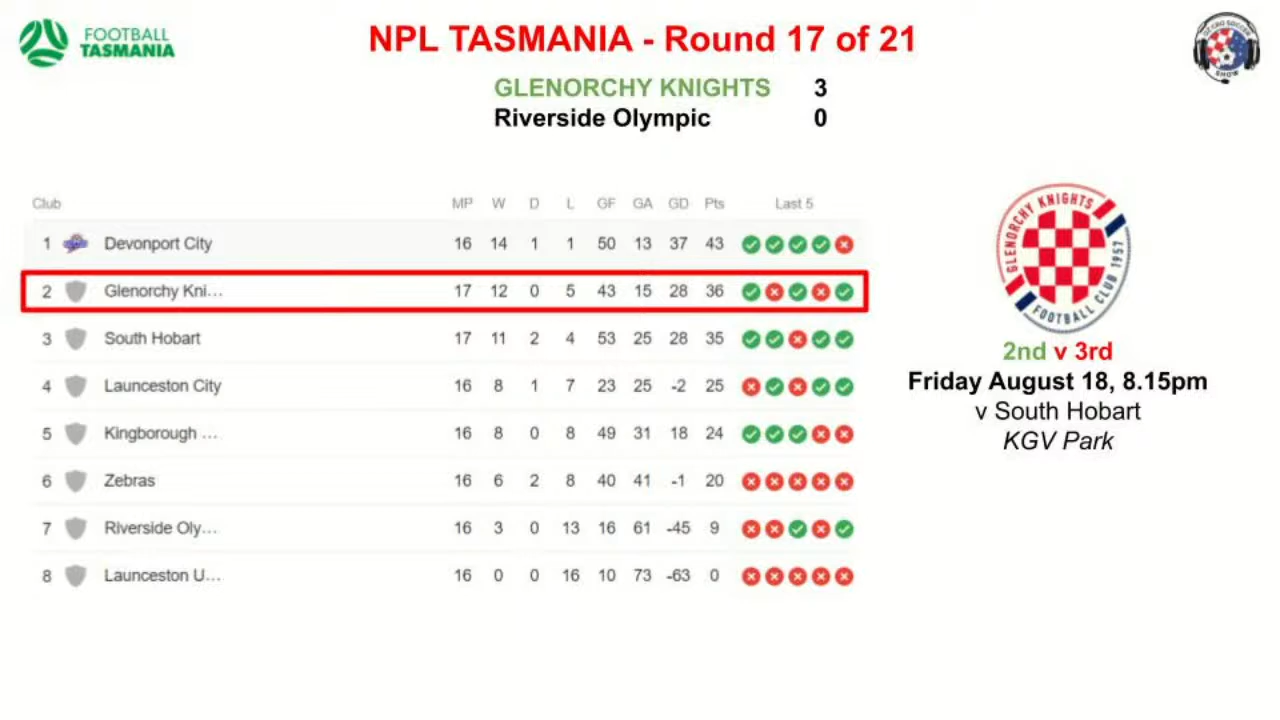 FOOTBALL
TASMANIA
NPL TASMANIA - Round 17 of 21
OZ CRO SOCCER
SHOW
GLENORCHY KNIGHTS 3
Riverside Olympic 0
Club MP W D L GF GA GD Pts Last 5
1 Devonport City 16 14 1 1 50 13 37 43
2 Glenorchy Kni... 17 12 0 5 43 15 28 36
3 South Hobart 17 11 2 4 53 25 28 35
4 Launceston City 16 8 1 7 23 25 -2 25
5 Kingborough ... 16 8 0 8 49 31 18 24
6 Zebras 16 6 2 8 40 41 -1 20
7 Riverside Oly... 16 3 0 13 16 61 -45 9
8 Launceston U... 16 0 0 16 10 73 -63 0
GLENORCHY KNIGHTS
FOOTBALL CLUB 1957
2nd v 3rd
Friday August 18, 8.15pm
v South Hobart
KGV Park